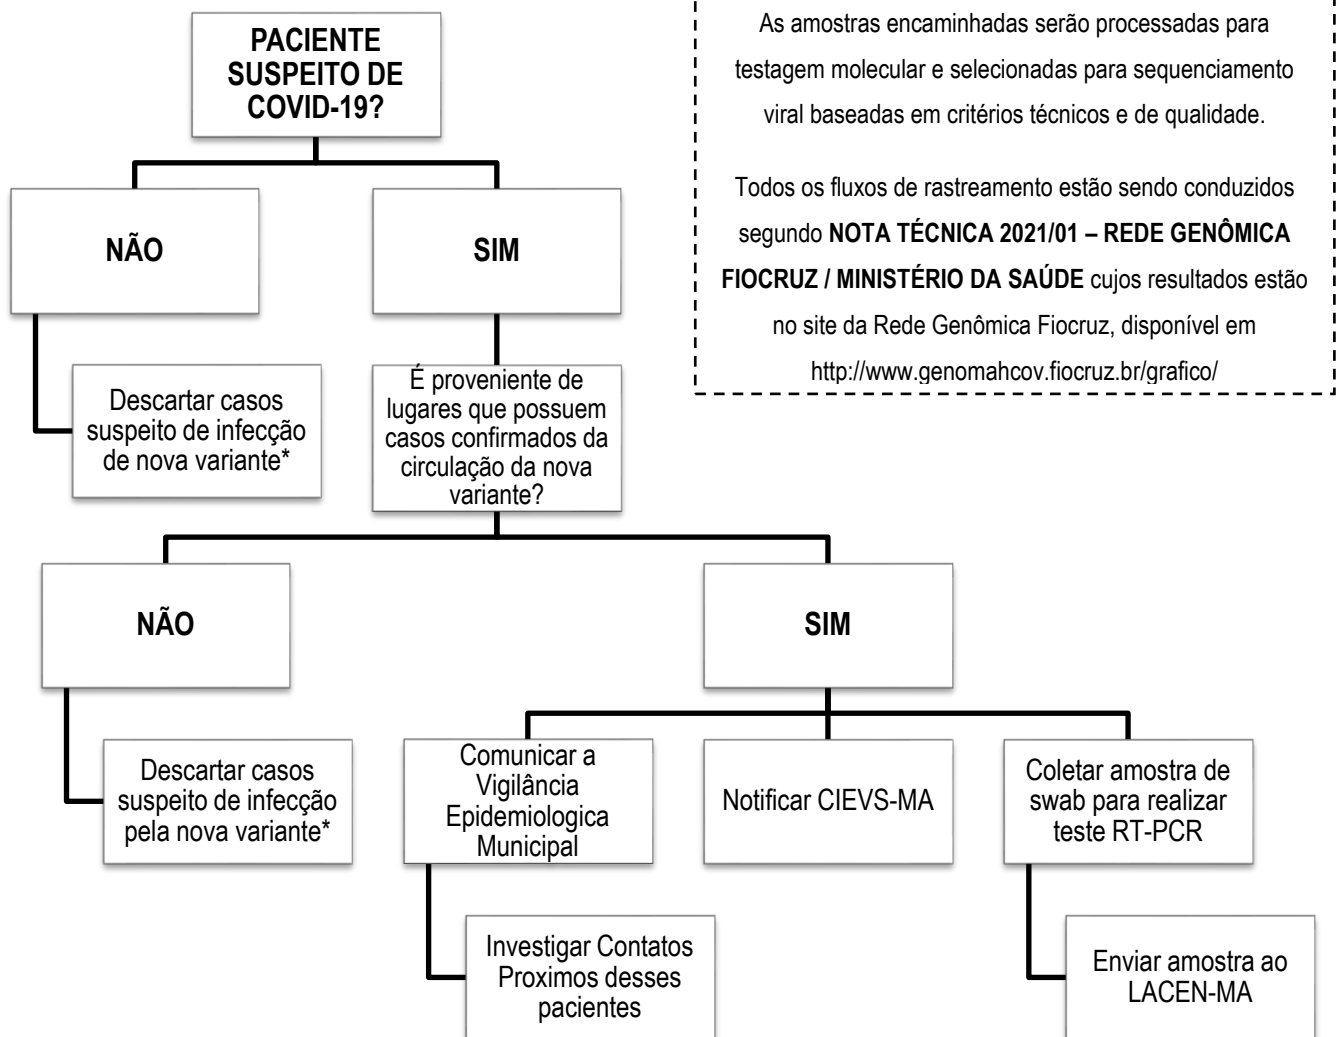 PACIENTE
SUSPEITO DE
COVID-19?
As amostras encaminhadas serão processadas para
testagem molecular e selecionadas para sequenciamento
viral baseadas em critérios técnicos e de qualidade.
Todos os fluxos de rastreamento estão sendo conduzidos
segundo NOTA TÉCNICA 2021/01 – REDE GENÔMICA
FIOCRUZ / MINISTÉRIO DA SAÚDE cujos resultados estão
no site da Rede Genômica Fiocruz, disponível em
http://www.genomahcov.fiocruz.br/grafico/
NÃO
SIM
Descartar casos
suspeito de infecção
de nova variante*
É proveniente de
lugares que possuem
casos confirmados da
circulação da nova
variante?
NÃO
SIM
Descartar casos
suspeito de infecção
pela nova variante*
Comunicar a
Vigilância
Epidemiologica
Municipal
Notificar CIEVS-MA
Coletar amostra de
swab para realizar
teste RT-PCR
Investigar Contatos
Proximos desses
pacientes
Enviar amostra ao
LACEN-MA